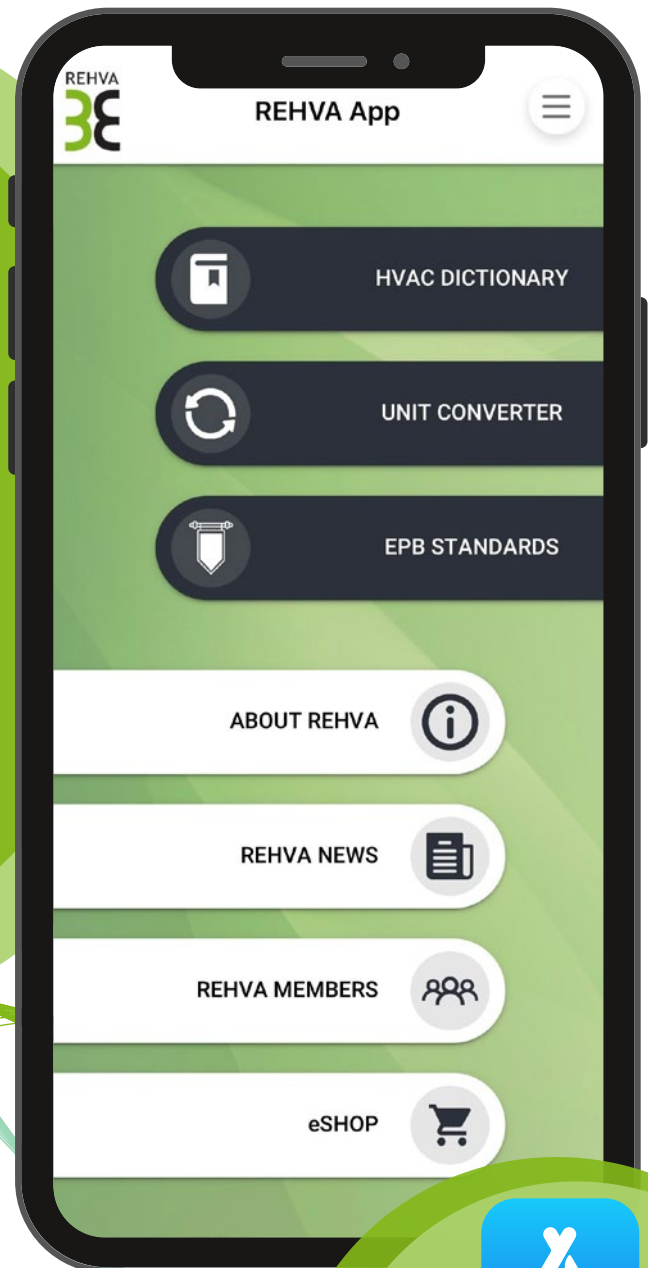 REHVA
REHVA App
HVAC DICTIONARY
UNIT CONVERTER
EPB STANDARDS
ABOUT REHVA
REHVA NEWS
REHVA MEMBERS
eSHOP